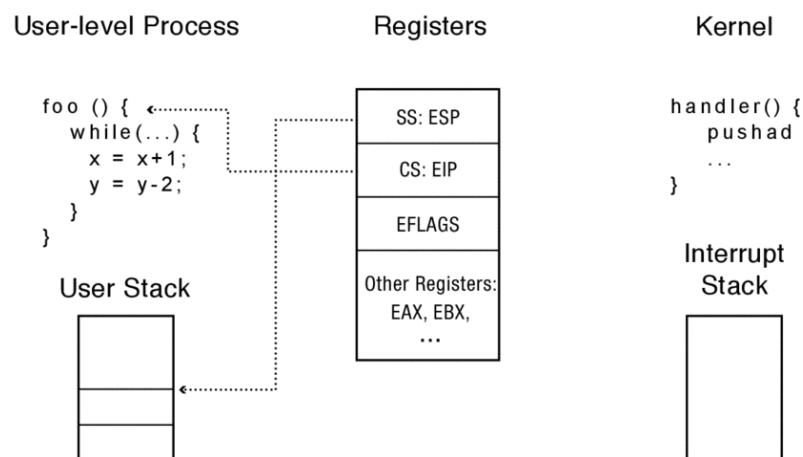 User-level Process
Registers
Kernel
foo () {
while(...) {
x = x+1;
y = y-2;
}
}
SS: ESP
CS: EIP
EFLAGS
Other Registers:
EAX, EBX,
...
handler() {
pushad
...
}
User Stack
Interrupt
Stack